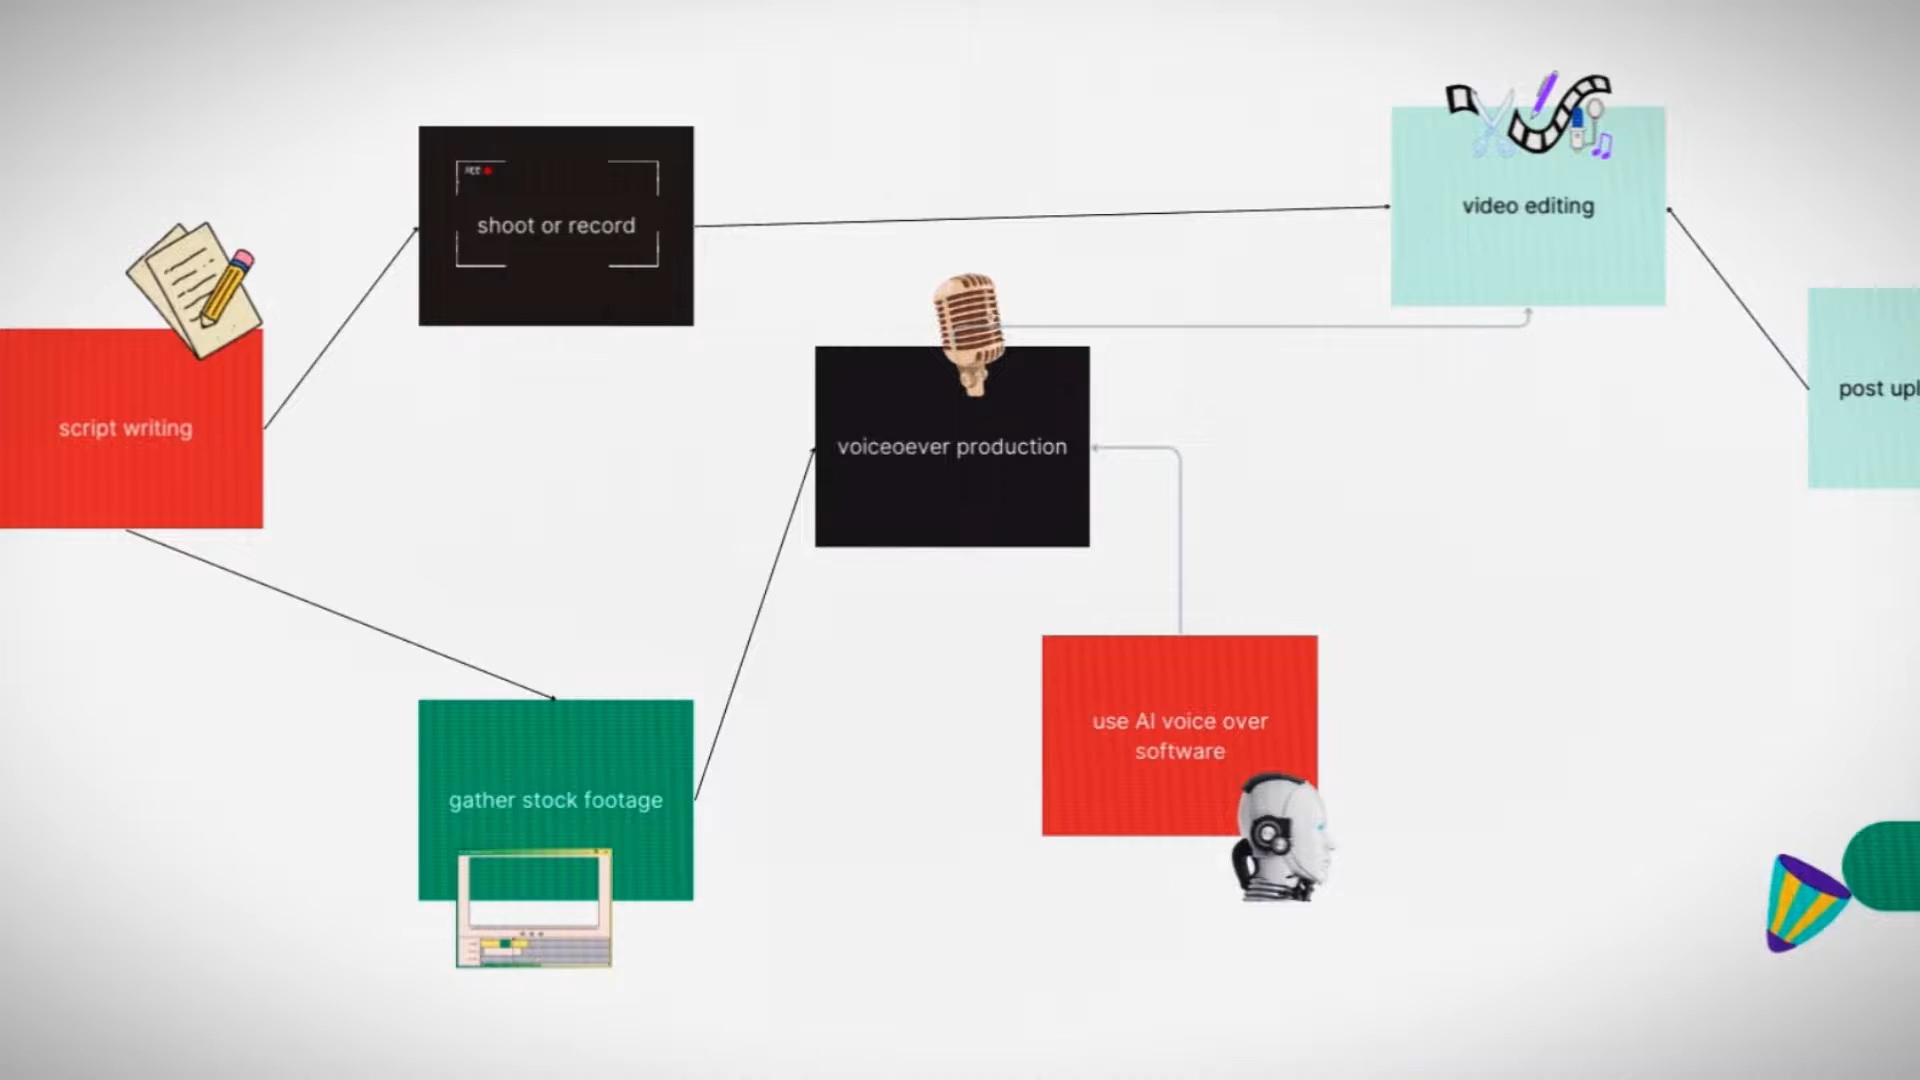 REC
shoot or record
video editing
script writing
voiceoever production
post upl
gather stock footage
use AI voice over
software